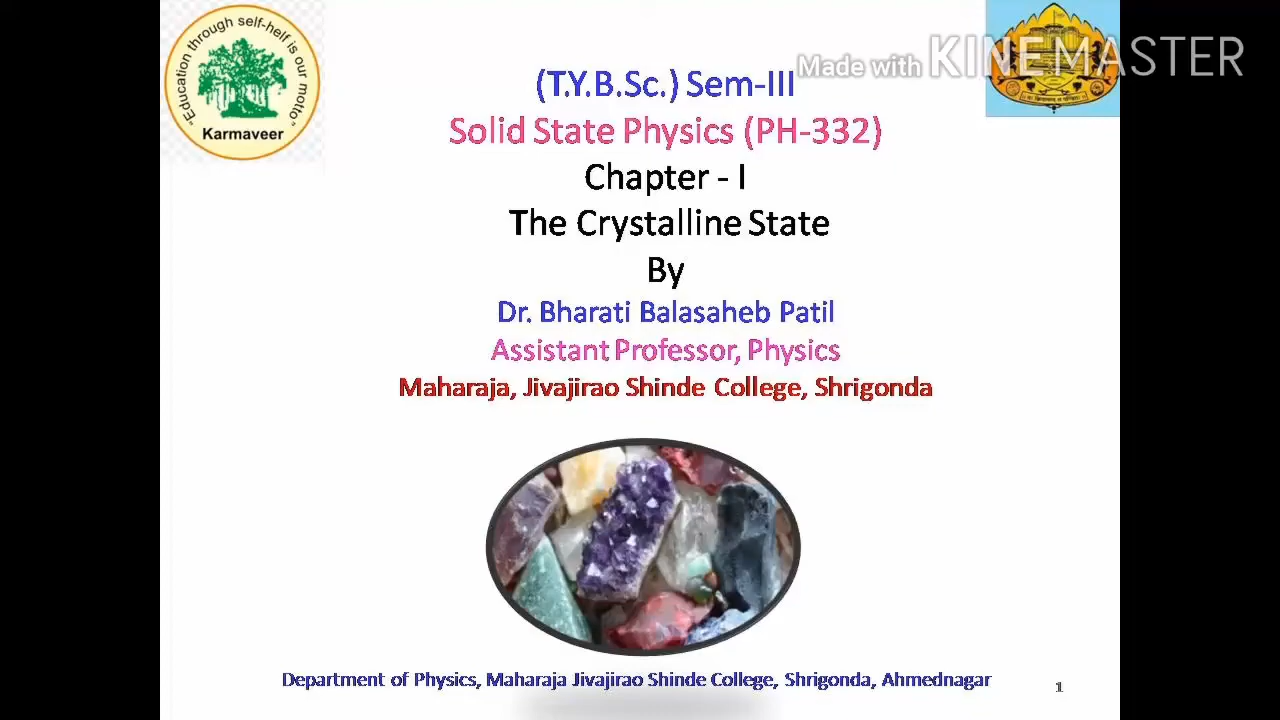 "Education through self-helf is our motto"
Karmaveer
Made with KINEMASTER
(T.Y.B.Sc.) Sem-III
Solid State Physics (PH-332)
Chapter - I
The Crystalline State
By
Dr. Bharati Balasaheb Patil
Assistant Professor, Physics
Maharaja, Jivajirao Shinde College, Shrigonda
Department of Physics, Maharaja Jivajirao Shinde College, Shrigonda, Ahmednagar
1